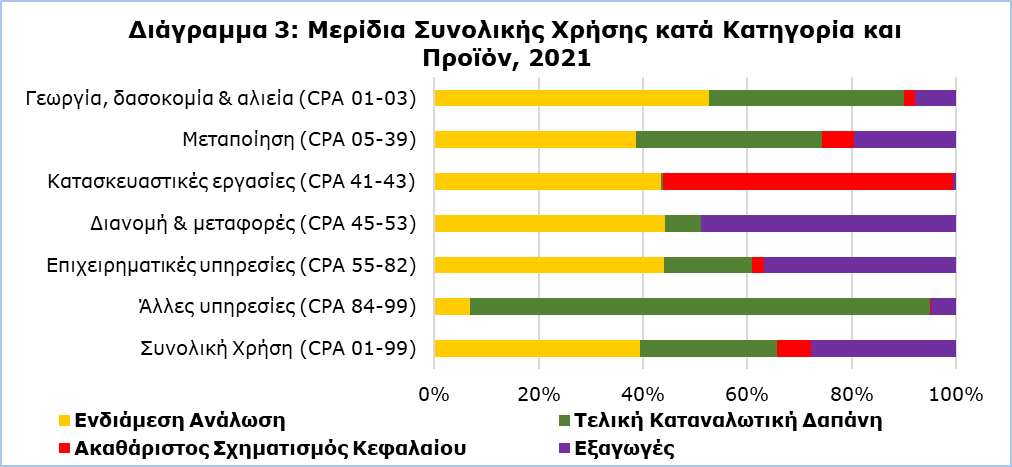 Διάγραμμα 3: Μερίδια Συνολικής Χρήσης κατά Κατηγορία και
Προϊόν, 2021
Γεωργία, δασοκομία & αλιεία (CPA 01-03)
Μεταποίηση (CPA 05-39)
Κατασκευαστικές εργασίες (CPA 41-43)
Διανομή & μεταφορές (CPA 45-53)
Επιχειρηματικές υπηρεσίες (CPA 55-82)
Άλλες υπηρεσίες (CPA 84-99)
Συνολική Χρήση (CPA 01-99)
0% 20% 40% 60% 80% 100%
Ενδιάμεση Ανάλωση Τελική Καταναλωτική Δαπάνη
Ακαθάριστος Σχηματισμός Κεφαλαίου Εξαγωγές